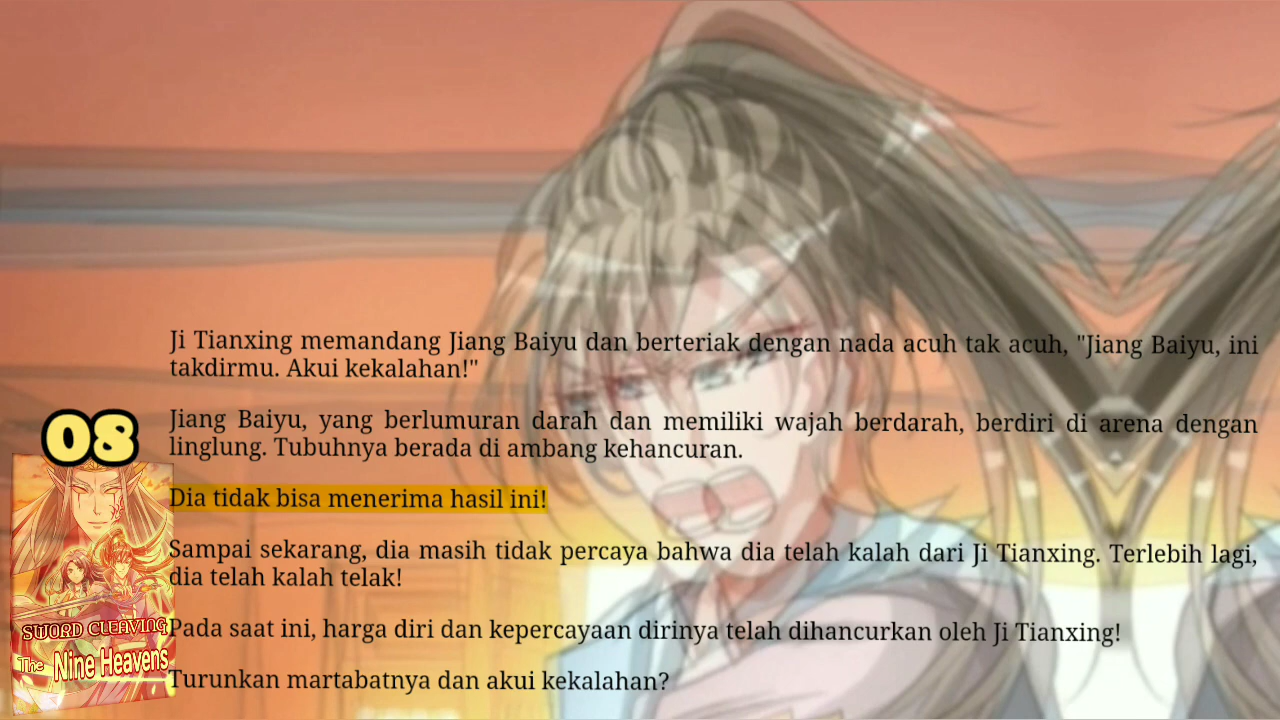 Ji Tianxing memandang Jiang Baiyu dan berteriak dengan nada acuh tak acuh, "Jiang Baiyu, ini
takdirmu. Akui kekalahan!"
Jiang Baiyu, yang berlumuran darah dan memiliki wajah berdarah, berdiri di arena dengan
linglung. Tubuhnya berada di ambang kehancuran.
Dia tidak bisa menerima hasil ini!
Sampai sekarang, dia masih tidak percaya bahwa dia telah kalah dari Ji Tianxing. Terlebih lagi,
dia telah kalah telak!
Pada saat ini, harga diri dan kepercayaan dirinya telah dihancurkan oleh Ji Tianxing!
Turunkan martabatnya dan akui kekalahan?
08
SWORD CLEAVING
The Nine Heavens